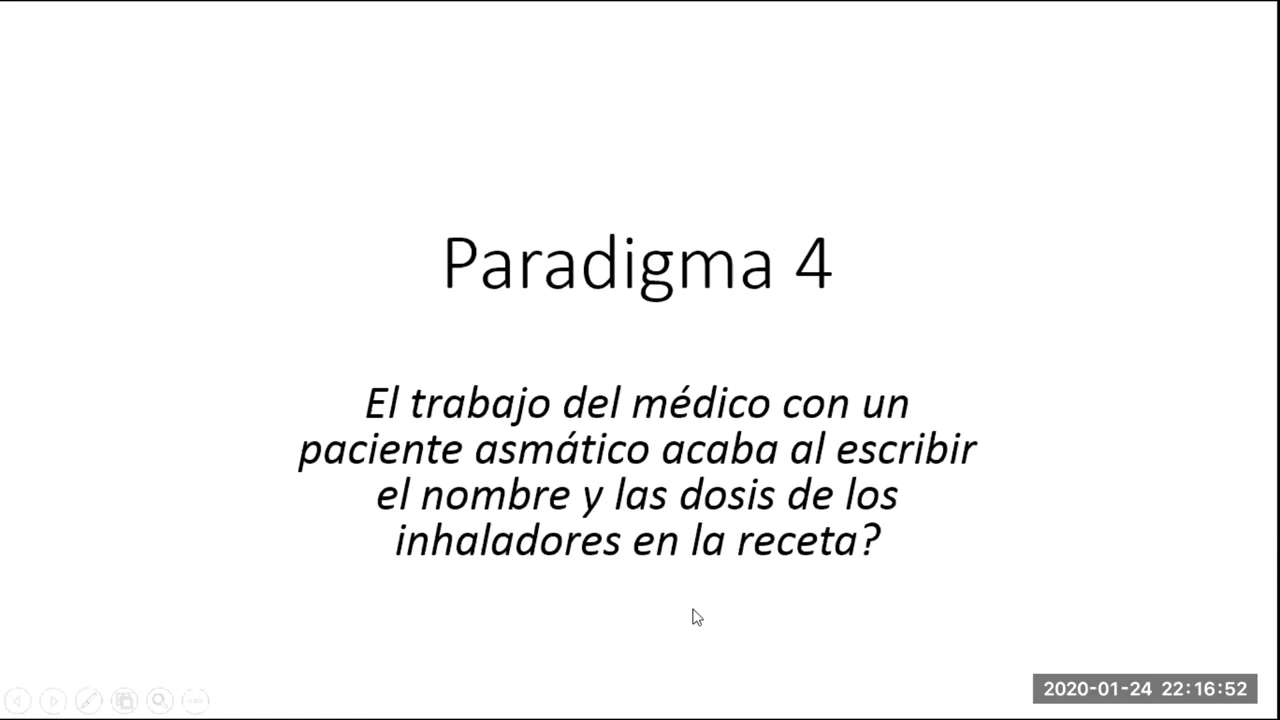 Paradigma 4
El trabajo del médico con un
paciente asmático acaba al escribir
el nombre y las dosis de los
inhaladores en la receta?
2020-01-24 22:16:52